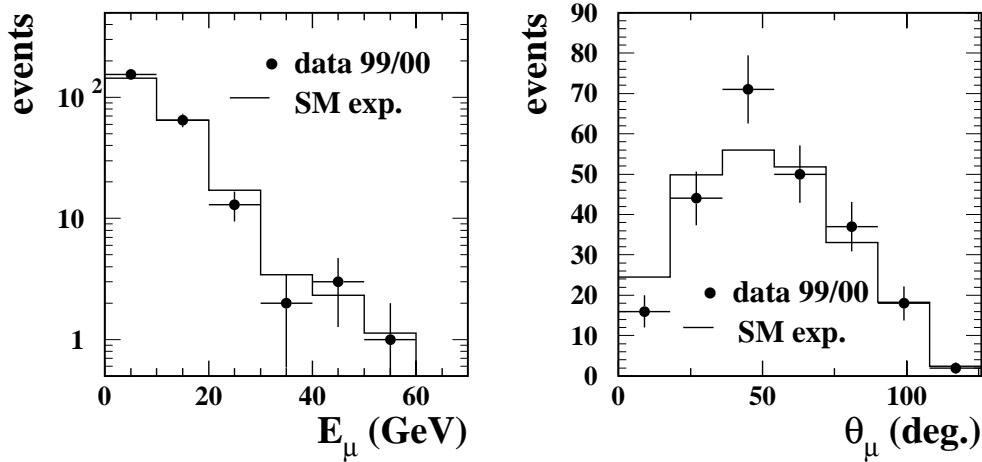 events
data 99/00
SM exp.
10²
10
1
0 20 40 60
E_μ (GeV)
events
90
80
70
60
50
40
30
20
10
0
data 99/00
SM exp.
0 50 100
θ_μ (deg.)